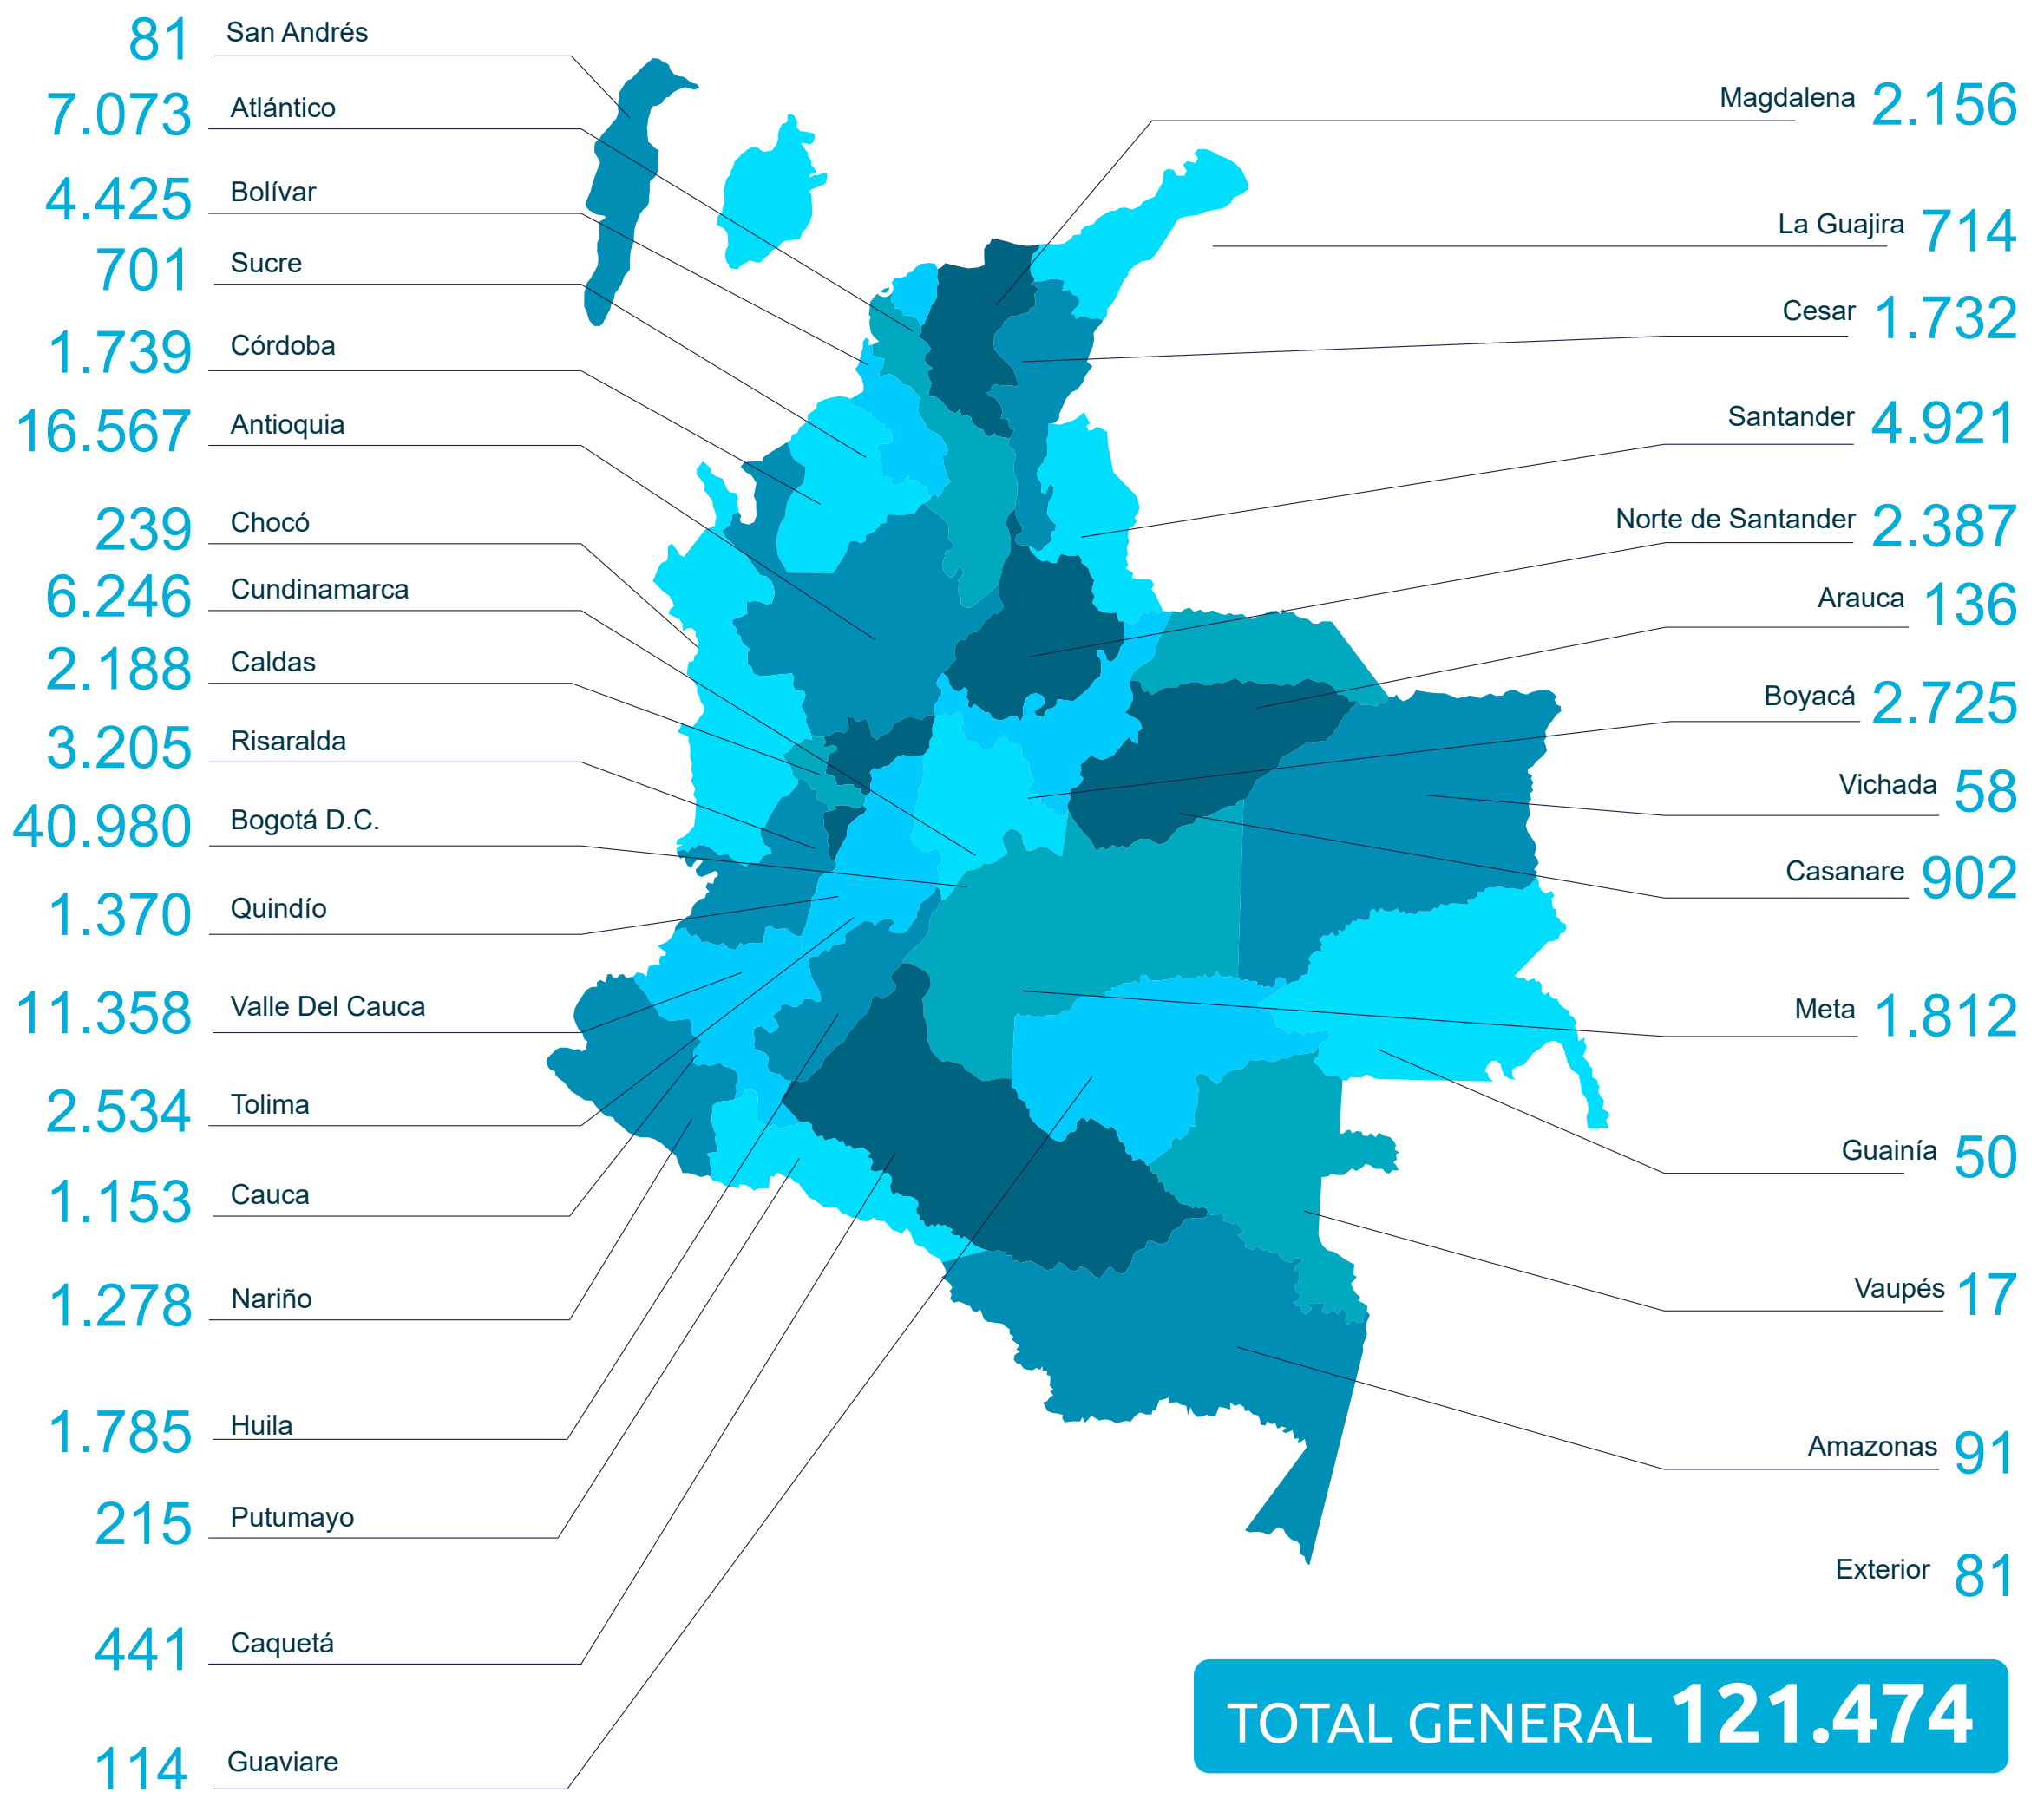 81 San Andrés
7.073 Atlántico
4.425 Bolívar
701 Sucre
1.739 Córdoba
16.567 Antioquia
239 Chocó
6.246 Cundinamarca
2.188 Caldas
3.205 Risaralda
40.980 Bogotá D.C.
1.370 Quindío
11.358 Valle Del Cauca
2.534 Tolima
1.153 Cauca
1.278 Nariño
1.785 Huila
215 Putumayo
441 Caquetá
114 Guaviare
Magdalena 2.156
La Guajira 714
Cesar 1.732
Santander 4.921
Norte de Santander 2.387
Arauca 136
Boyacá 2.725
Vichada 58
Casanare 902
Meta 1.812
Guainía 50
Vaupés 17
Amazonas 91
Exterior 81
TOTAL GENERAL 121.474